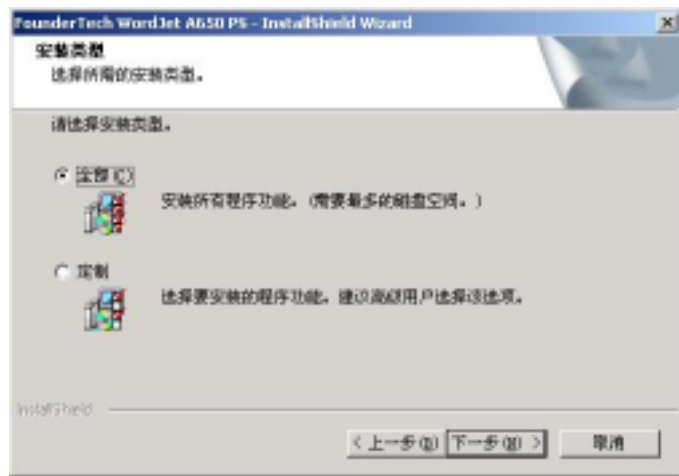 FounderTech WordJet A650 PS - InstallShield Wizard
安装类型
选择所需的安装类型。
请选择安装类型。
全部(C)
安装所有程序功能。(需要最多的磁盘空间。)
定制
选择要安装的程序功能。建议高级用户选择该选项。
InstallShield
< 上一步(B) 下一步(N) > 取消